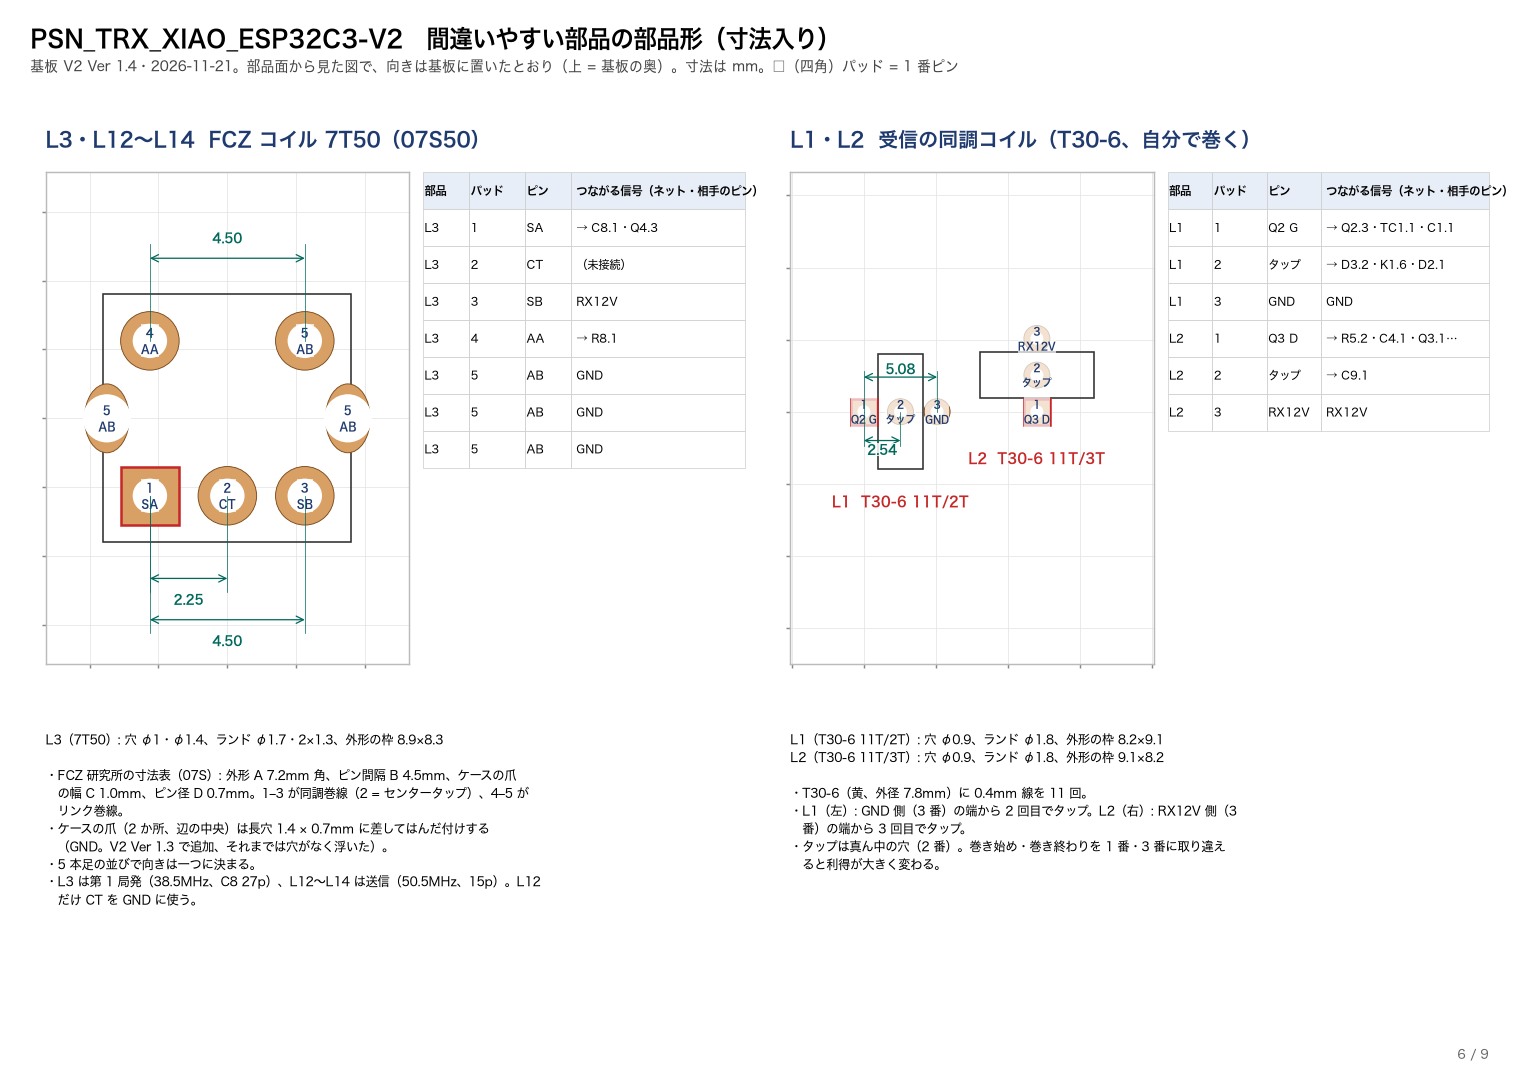 PSN_TRX_XIAO_ESP32C3-V2 間違いやすい部品の部品形（寸法入り）
基板 V2 Ver 1.4・2026-11-21。部品面から見た図で、向きは基板に置いたとおり（上 = 基板の奥）。寸法は mm。□（四角）パッド = 1 番ピン
L3・L12～L14 FCZ コイル 7T50（07S50）
4.50
4
AA
5
AB
5
AB
5
AB
1
SA
2
CT
3
SB
2.25
4.50
部品 パッド ピン つながる信号（ネット・相手のピン）
L3 1 SA → C8.1・Q4.3
L3 2 CT （未接続）
L3 3 SB RX12V
L3 4 AA → R8.1
L3 5 AB GND
L3 5 AB GND
L3 5 AB GND
L3（7T50）: 穴 φ1・φ1.4、ランド φ1.7・2×1.3、外形の枠 8.9×8.3
・FCZ 研究所の寸法表（07S）: 外形 A 7.2mm 角、ピン間隔 B 4.5mm、ケースの爪
の幅 C 1.0mm、ピン径 D 0.7mm。1–3 が同調巻線（2 = センタータップ）、4–5 が
リンク巻線。
・ケースの爪（2 か所、辺の中央）は長穴 1.4 × 0.7mm に差してはんだ付けする
（GND。V2 Ver 1.3 で追加、それまでは穴がなく浮いた）。
・5 本足の並びで向きは一つに決まる。
・L3 は第 1 局発（38.5MHz、C8 27p）、L12～L14 は送信（50.5MHz、15p）。L12
だけ CT を GND に使う。
L1・L2 受信の同調コイル（T30-6、自分で巻く）
5.08
1
Q2 G
2
タップ
3
GND
2.54
L1 T30-6 11T/2T
3
RX12V
2
タップ
1
Q3 D
L2 T30-6 11T/3T
部品 パッド ピン つながる信号（ネット・相手のピン）
L1 1 Q2 G → Q2.3・TC1.1・C1.1
L1 2 タップ → D3.2・K1.6・D2.1
L1 3 GND GND
L2 1 Q3 D → R5.2・C4.1・Q3.1…
L2 2 タップ → C9.1
L2 3 RX12V RX12V
L1（T30-6 11T/2T）: 穴 φ0.9、ランド φ1.8、外形の枠 8.2×9.1
L2（T30-6 11T/3T）: 穴 φ0.9、ランド φ1.8、外形の枠 9.1×8.2
・T30-6（黄、外径 7.8mm）に 0.4mm 線を 11 回。
・L1（左）: GND 側（3 番）の端から 2 回目でタップ。L2（右）: RX12V 側（3
番）の端から 3 回目でタップ。
・タップは真ん中の穴（2 番）。巻き始め・巻き終わりを 1 番・3 番に取り違え
ると利得が大きく変わる。
6 / 9